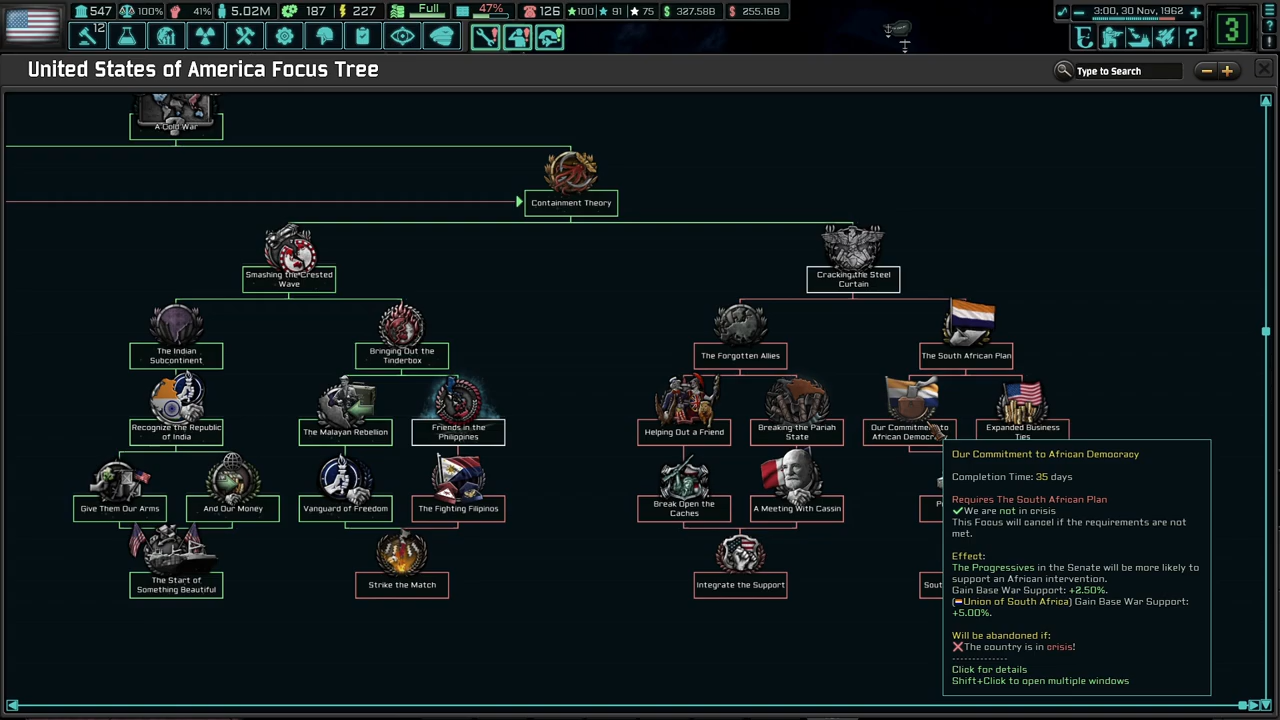 547 100% 187 227 Full 47% 126 100 91 75 $ 327.58B $ 255.16B 3:00, 30 Nov, 1962
41% 5.02M
12
3
United States of America Focus Tree
Type to Search
A Cold War
Containment Theory
Smashing the Crested
Wave
Cracking the Steel
Curtain
The Indian
Subcontinent
Bringing Out the
Tinderbox
The Forgotten Allies
The South African Plan
Recognize the Republic
of India
The Malayan Rebellion
Friends in the
Philippines
Helping Out a Friend
Breaking the Pariah
State
Our Commitment to
African Democracy
Expanded Business
Ties
Give Them Our Arms
And Our Money
Vanguard of Freedom
The Fighting Filipinos
Break Open the
Caches
A Meeting With Cassin
The Start of
Something Beautiful
Strike the Match
Integrate the Support
Our Commitment to African Democracy
Completion Time: 35 days
Requires The South African Plan
We are not in crisis
This Focus will cancel if the requirements are not
met.
Effect:
The Progressives in the Senate will be more likely to
support an African intervention.
Gain Base War Support: +2.50%.
(Union of South Africa) Gain Base War Support:
+5.00%.
Will be abandoned if:
The country is in crisis!
--------------
Click for details
Shift+Click to open multiple windows